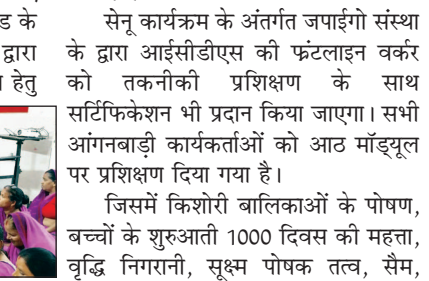 ड के
द्वारा
हेतु
सेनू कार्यक्रम के अंतर्गत जपाईगो संस्था
के द्वारा आईसीडीएस की फ्रंटलाइन वर्कर
को तकनीकी प्रशिक्षण के साथ
सर्टिफिकेशन भी प्रदान किया जाएगा। सभी
आंगनबाड़ी कार्यकर्ताओं को आठ मॉड्यूल
पर प्रशिक्षण दिया गया है।
जिसमें किशोरी बालिकाओं के पोषण,
बच्चों के शुरुआती 1000 दिवस की महत्ता,
वृद्धि निगरानी, सूक्ष्म पोषक तत्व, सैम,